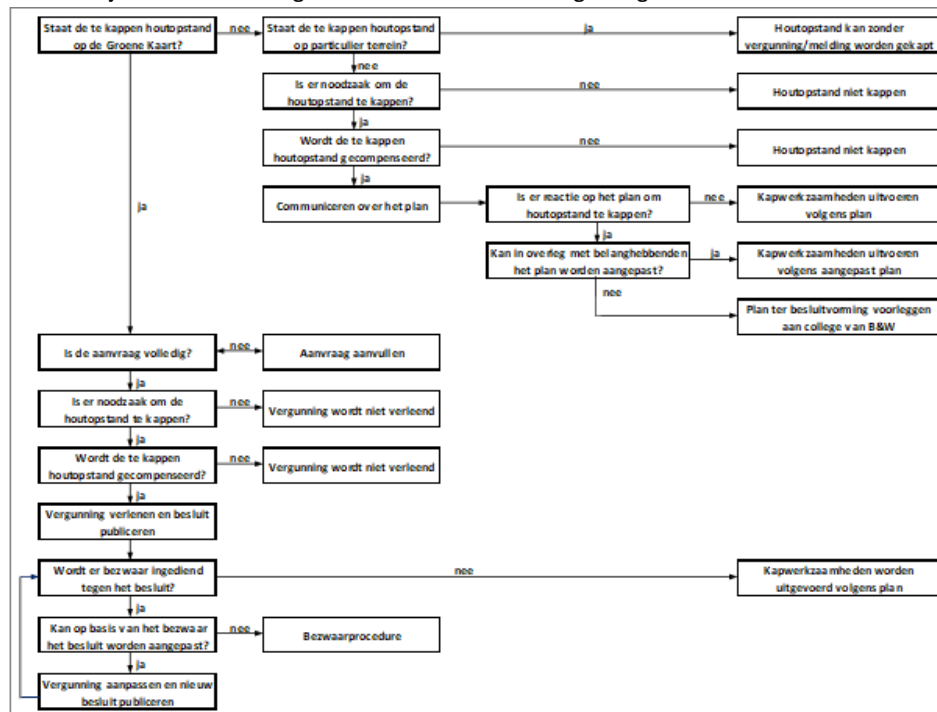 Staat de te kappen houtopstand
op de Groene Kaart?
nee
Staat de te kappen houtopstand
op particulier terrein?
ja
Houtopstand kan zonder
vergunning/melding worden gekapt
nee
Is er noodzaak om de
houtopstand te kappen?
nee
Houtopstand niet kappen
ja
Wordt de te kappen
houtopstand gecompenseerd?
nee
Houtopstand niet kappen
ja
ja
Communiceren over het plan
Is er reactie op het plan om
houtopstand te kappen?
nee
Kapwerkzaamheden uitvoeren
volgens plan
ja
Kan in overleg met belanghebbenden
het plan worden aangepast?
ja
Kapwerkzaamheden uitvoeren
volgens aangepast plan
nee
Plan ter besluitvorming voorleggen
aan college van B&W
Is de aanvraag volledig?
nee
Aanvraag aanvullen
ja
Is er noodzaak om de
houtopstand te kappen?
nee
Vergunning wordt niet verleend
ja
Wordt de te kappen
houtopstand gecompenseerd?
nee
Vergunning wordt niet verleend
ja
Vergunning verlenen en besluit
publiceren
Wordt er bezwaar ingediend
tegen het besluit?
nee
Kapwerkzaamheden worden
uitgevoerd volgens plan
ja
Kan op basis van het bezwaar
het besluit worden aangepast?
nee
Bezwaarprocedure
ja
Vergunning aanpassen en nieuw
besluit publiceren